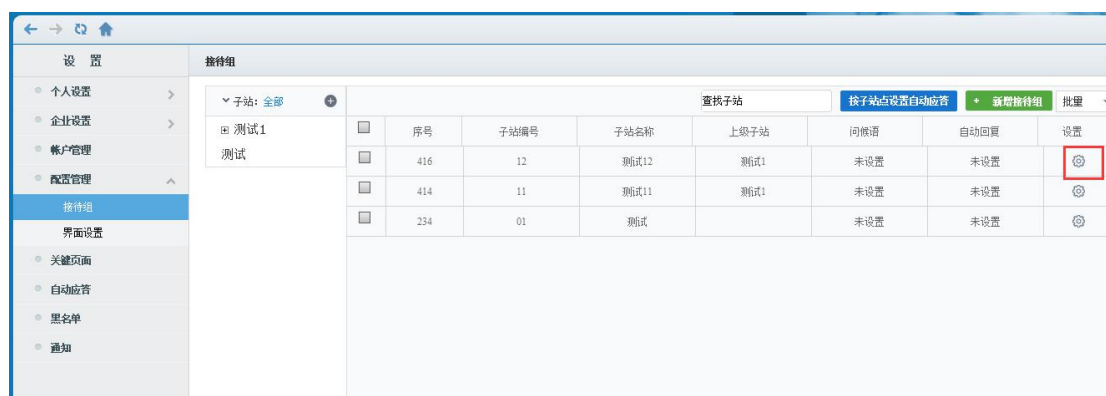 设 置
接待组
个人设置
企业设置
帐户管理
配置管理
接待组
界面设置
关键页面
自动应答
黑名单
通知
子站：全部
测试1
测试
查找子站 按子站点设置自动应答 + 新增接待组 批量
序号 子站编号 子站名称 上级子站 问候语 自动回复 设置
416 12 测试12 测试1 未设置 未设置
414 11 测试11 测试1 未设置 未设置
234 01 测试 未设置 未设置